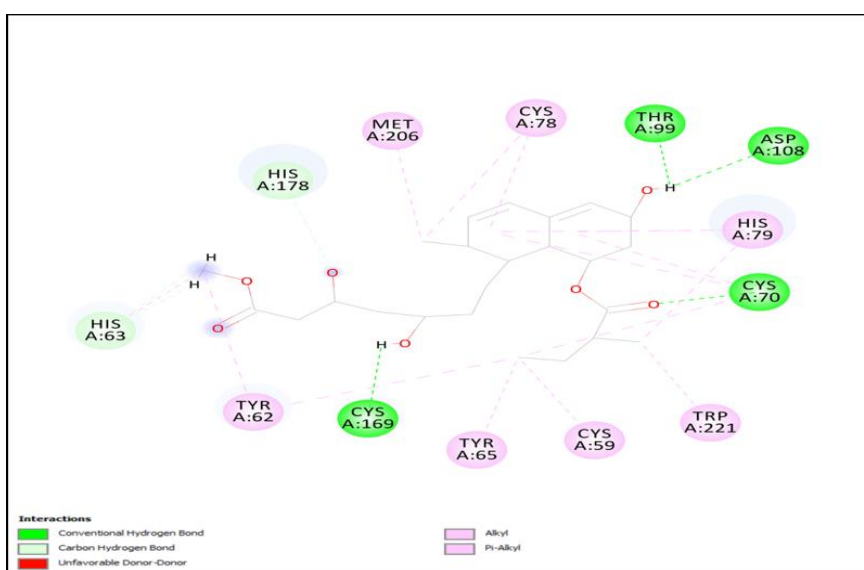 MET
A:206
CYS
A:78
THR
A:99
ASP
A:108
HIS
A:178
O
H
HIS
A:79
H
H
O
O
O
O
O
CYS
A:70
HIS
A:63
H
O
TYR
A:62
CYS
A:169
TYR
A:65
CYS
A:59
TRP
A:221
Interactions
Conventional Hydrogen Bond
Carbon Hydrogen Bond
Unfavorable Donor-Donor
Alkyl
Pi-Alkyl